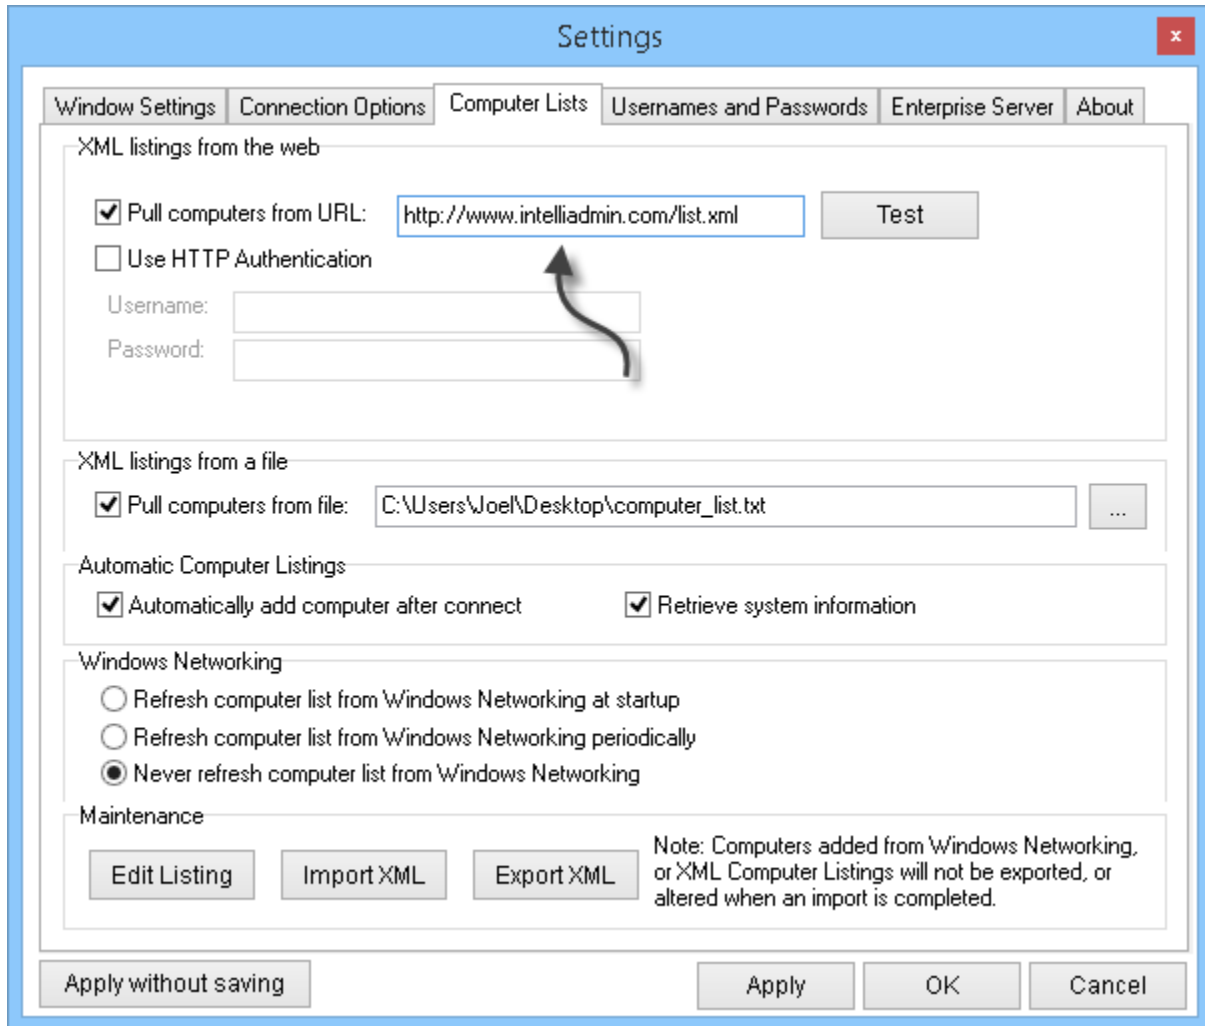 Settings
x
Window Settings Connection Options Computer Lists Usernames and Passwords Enterprise Server About
XML listings from the web
Pull computers from URL: http://www.intelliadmin.com/list.xml Test
Use HTTP Authentication
Username:
Password:
XML listings from a file
Pull computers from file: C:\Users\Joel\Desktop\computer_list.txt ...
Automatic Computer Listings
Automatically add computer after connect Retrieve system information
Windows Networking
Refresh computer list from Windows Networking at startup
Refresh computer list from Windows Networking periodically
Never refresh computer list from Windows Networking
Maintenance
Edit Listing Import XML Export XML
Note: Computers added from Windows Networking,
or XML Computer Listings will not be exported, or
altered when an import is completed.
Apply without saving Apply OK Cancel